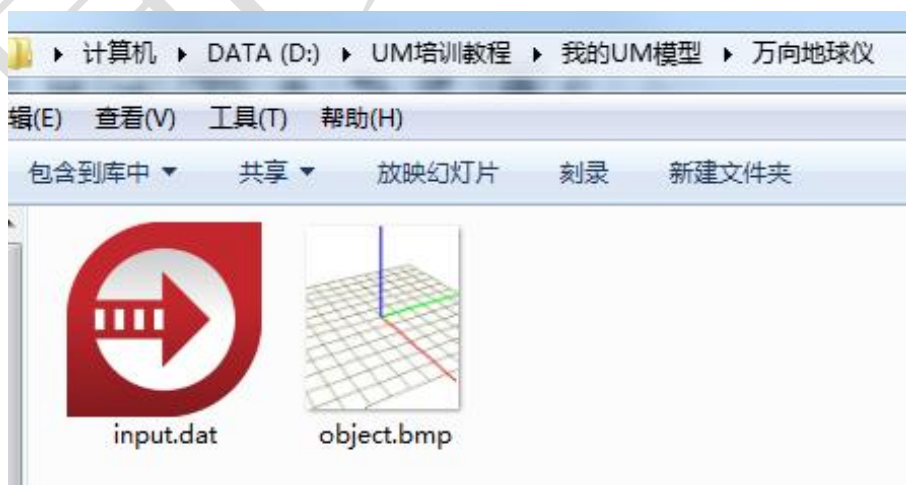 计算机 ▸ DATA (D:) ▸ UM培训教程 ▸ 我的UM模型 ▸ 万向地球仪
辑(E) 查看(V) 工具(T) 帮助(H)
包含到库中 ▼ 共享 ▼ 放映幻灯片 刻录 新建文件夹
input.dat object.bmp